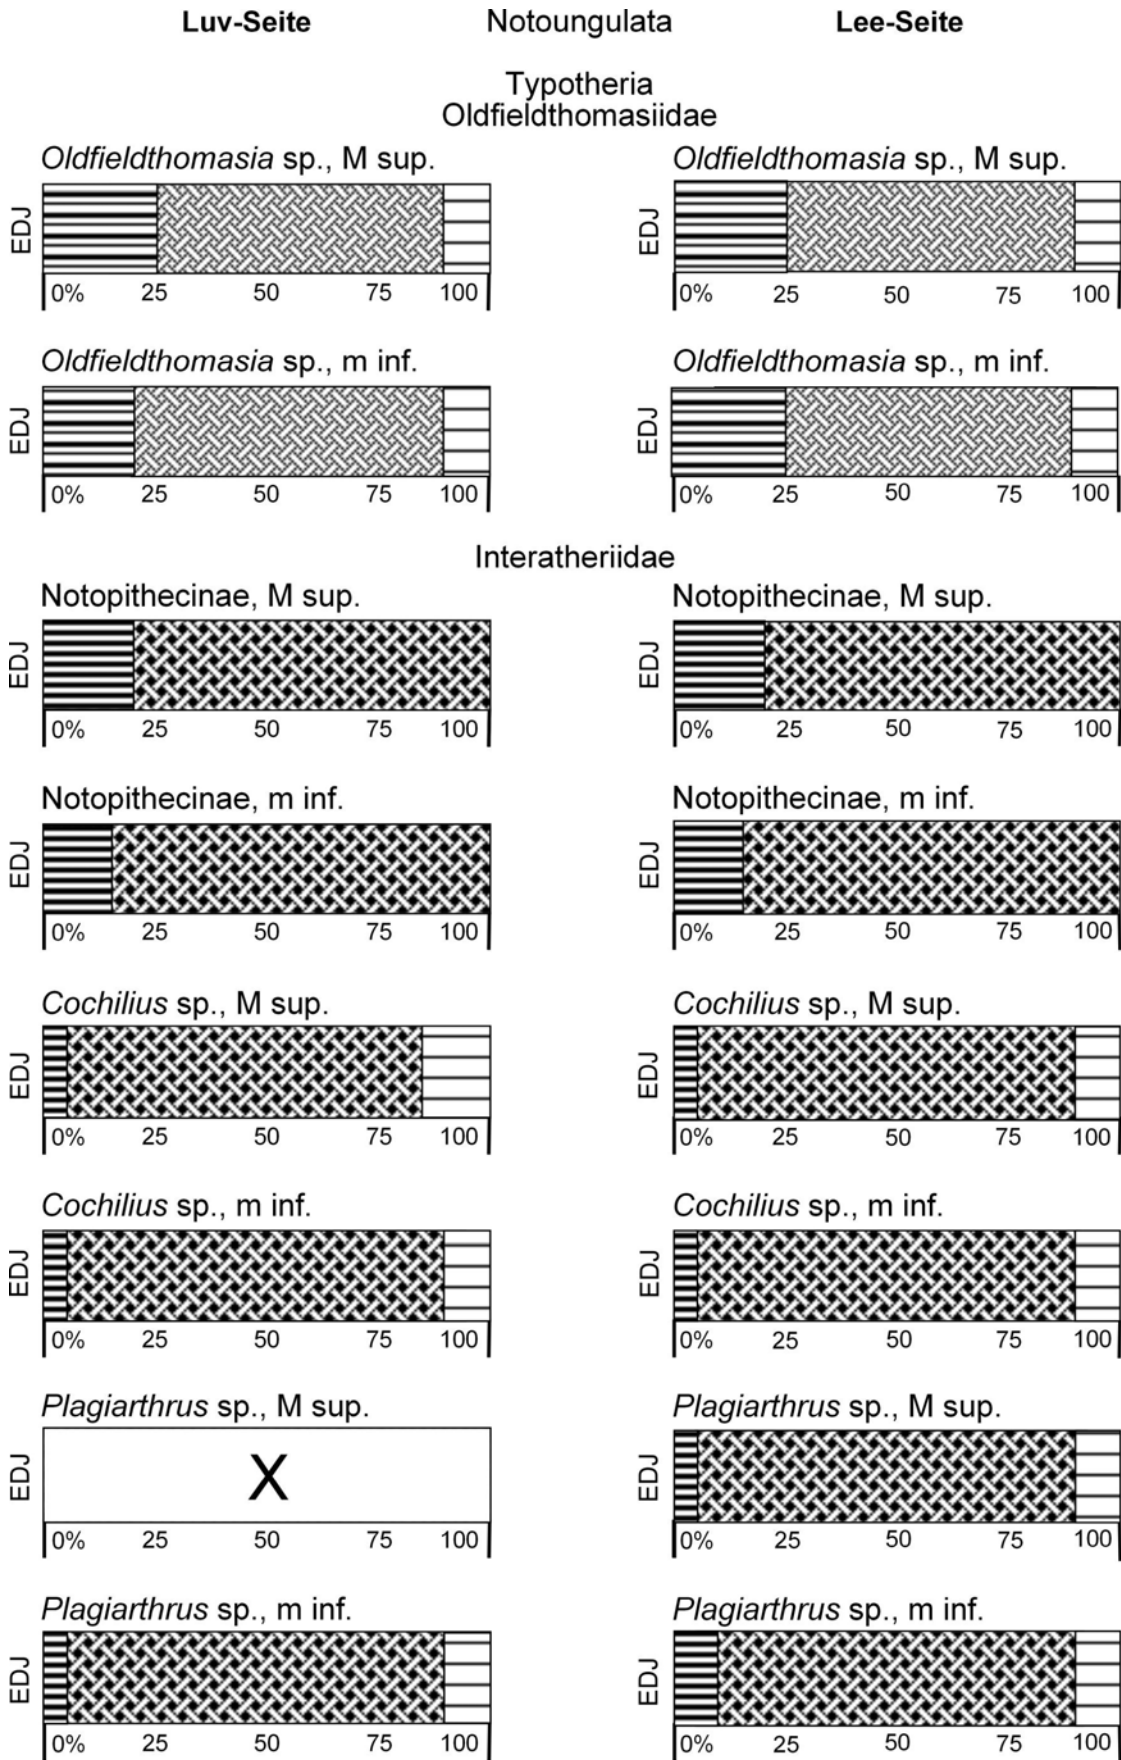 Luv-Seite Notoungulata Lee-Seite
Typotheria
Oldfieldthomasiidae
Oldfieldthomasia sp., M sup. Oldfieldthomasia sp., M sup.
EDJ EDJ
0% 25 50 75 100 0% 25 50 75 100
Oldfieldthomasia sp., m inf. Oldfieldthomasia sp., m inf.
EDJ EDJ
0% 25 50 75 100 0% 25 50 75 100
Interatheriidae
Notopithecinae, M sup. Notopithecinae, M sup.
EDJ EDJ
0% 25 50 75 100 0% 25 50 75 100
Notopithecinae, m inf. Notopithecinae, m inf.
EDJ EDJ
0% 25 50 75 100 0% 25 50 75 100
Cochilius sp., M sup. Cochilius sp., M sup.
EDJ EDJ
0% 25 50 75 100 0% 25 50 75 100
Cochilius sp., m inf. Cochilius sp., m inf.
EDJ EDJ
0% 25 50 75 100 0% 25 50 75 100
Plagiarthrus sp., M sup. Plagiarthrus sp., M sup.
EDJ X EDJ
0% 25 50 75 100 0% 25 50 75 100
Plagiarthrus sp., m inf. Plagiarthrus sp., m inf.
EDJ EDJ
0% 25 50 75 100 0% 25 50 75 100